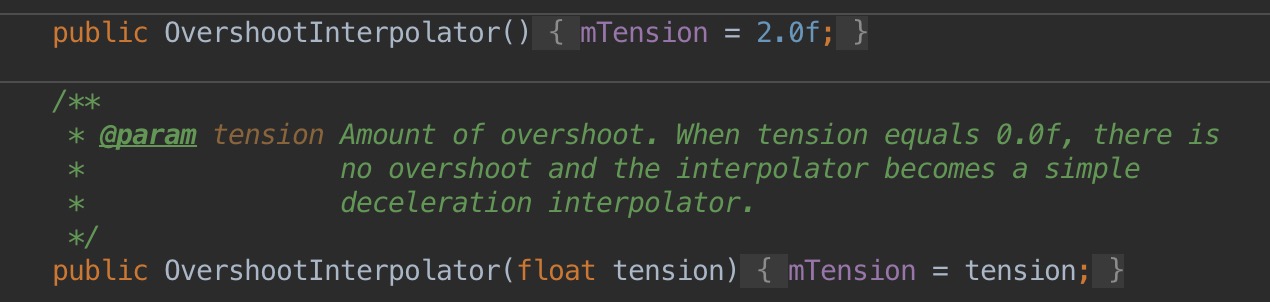 public OvershootInterpolator() { mTension = 2.0f; }
/**
* @param tension Amount of overshoot. When tension equals 0.0f, there is
* no overshoot and the interpolator becomes a simple
* deceleration interpolator.
*/
public OvershootInterpolator(float tension) { mTension = tension; }